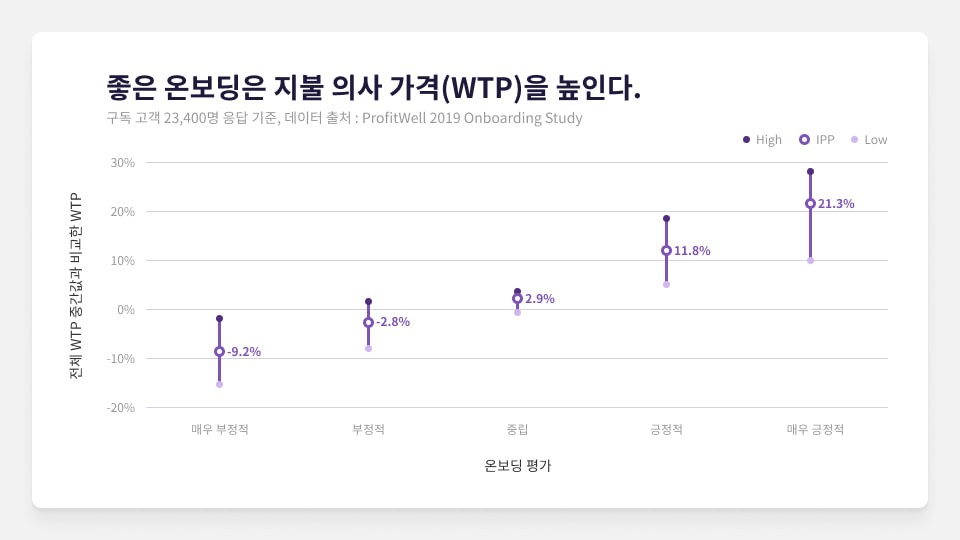 좋은 온보딩은 지불 의사 가격(WTP)을 높인다.
구독 고객 23,400명 응답 기준, 데이터 출처 : ProfitWell 2019 Onboarding Study
High
IPP
Low
전체 WTP 중간값과 비교한 WTP
30%
20%
10%
0%
-10%
-20%
-9.2%
-2.8%
2.9%
11.8%
21.3%
매우 부정적
부정적
중립
긍정적
매우 긍정적
온보딩 평가